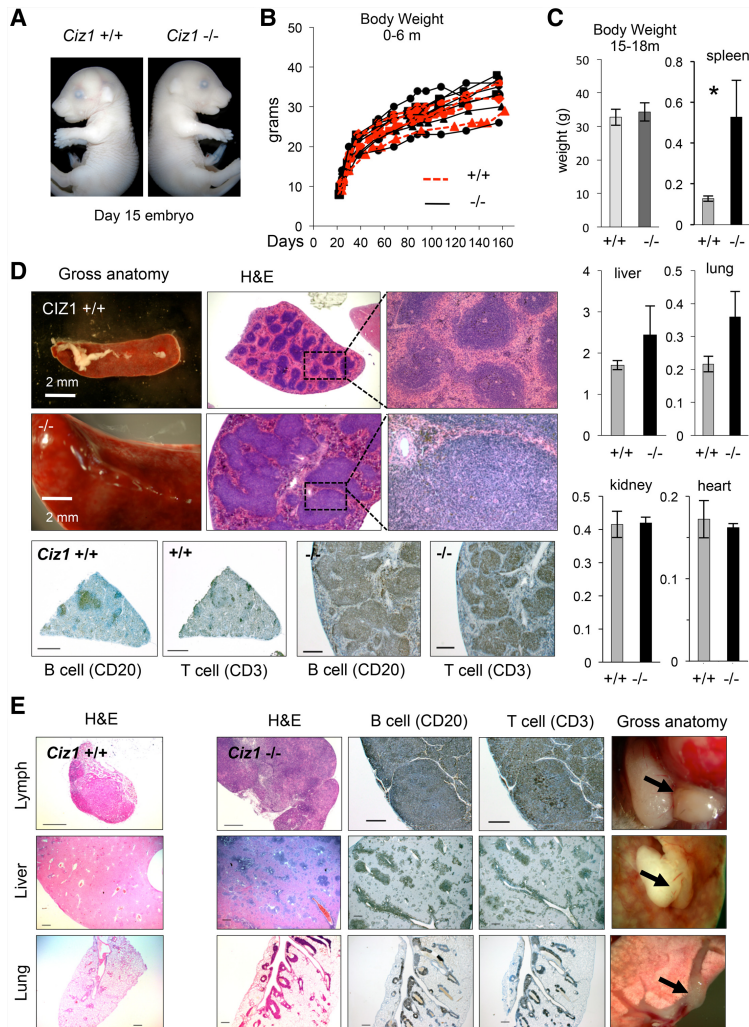 A
Ciz1 +/+
Ciz1 -/-
Day 15 embryo
B
Body Weight
0-6 m
50
40
30
20
10
0
grams
+/+
-/-
Days 0 20 40 60 80 100 120 140 160
C
Body Weight
15-18m
spleen
weight (g)
50
40
30
20
10
0
+/+ -/-
0.8
0.6
0.4
0.2
0
*
+/+ -/-
liver
4
3
2
1
0
+/+ -/-
lung
0.5
0.4
0.3
0.2
0.1
0
+/+ -/-
kidney
0.5
0.4
0.3
0.2
0.1
0
+/+ -/-
heart
0.2
0.1
0
+/+ -/-
D
Gross anatomy
H&E
CIZ1 +/+
2 mm
-/-
2 mm
Ciz1 +/+
+/+
-/-
-/-
B cell (CD20)
T cell (CD3)
B cell (CD20)
T cell (CD3)
E
H&E
H&E
B cell (CD20)
T cell (CD3)
Gross anatomy
Lymph
Ciz1 +/+
Ciz1 -/-
Liver
Lung